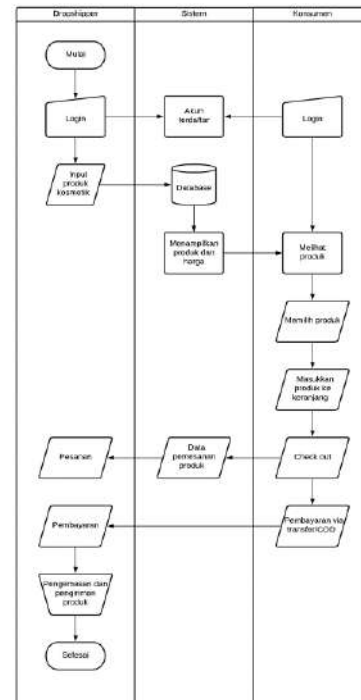 Dropshipper
Sistem
Konsumen
Mulai
Login
Akun
terdaftar
Login
Input
produk
kosmetik
Database
Menampilkan
produk dan
harga
Melihat
produk
Memilih produk
Masukkan
produk ke
keranjang
Pesanan
Data
pemesanan
produk
Check out
Pembayaran
Pembayaran via
transfer/COD
Pengemasan dan
pengiriman
produk
Selesai